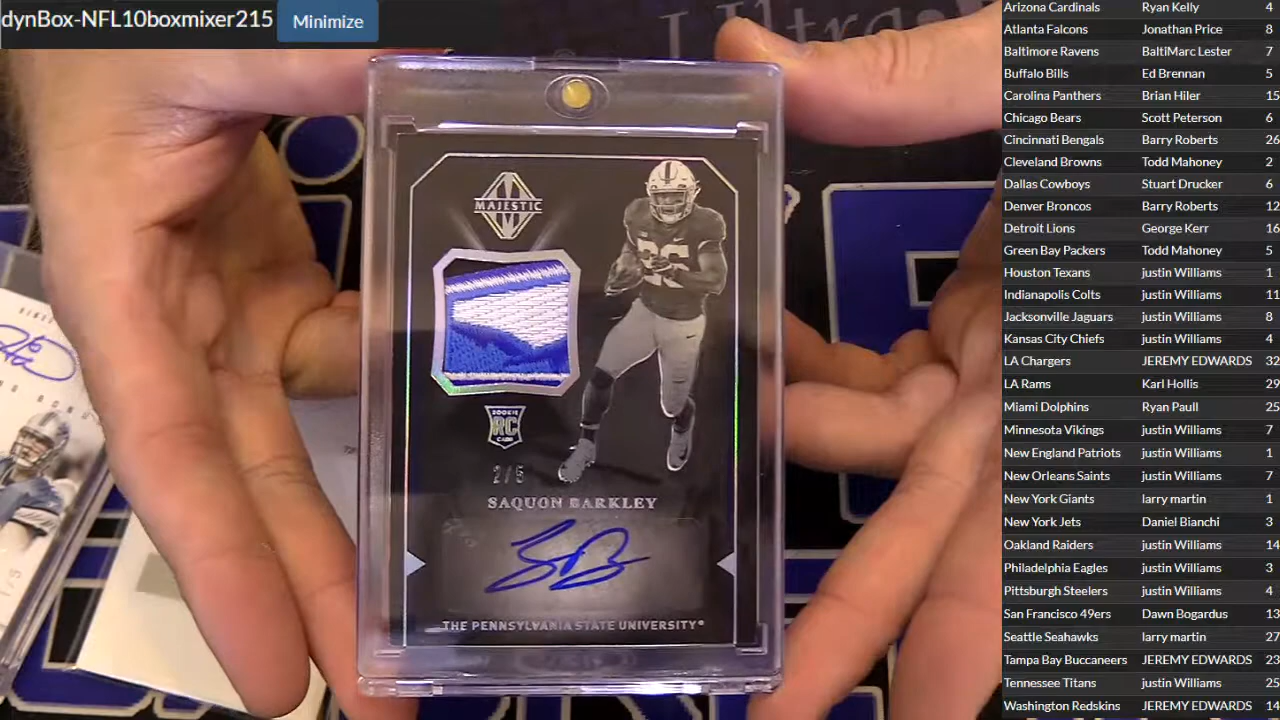 dynBox-NFL10boxmixer215 Minimize
MAJESTIC
ROOKIE
RC
CARD
2/5
SAQUON BARKLEY
THE PENNSYLVANIA STATE UNIVERSITY®
Arizona Cardinals Ryan Kelly 4
Atlanta Falcons Jonathan Price 8
Baltimore Ravens BaltiMarc Lester 7
Buffalo Bills Ed Brennan 5
Carolina Panthers Brian Hiler 15
Chicago Bears Scott Peterson 6
Cincinnati Bengals Barry Roberts 26
Cleveland Browns Todd Mahoney 2
Dallas Cowboys Stuart Drucker 6
Denver Broncos Barry Roberts 12
Detroit Lions George Kerr 16
Green Bay Packers Todd Mahoney 5
Houston Texans justin Williams 1
Indianapolis Colts justin Williams 11
Jacksonville Jaguars justin Williams 8
Kansas City Chiefs justin Williams 4
LA Chargers JEREMY EDWARDS 32
LA Rams Karl Hollis 29
Miami Dolphins Ryan Paull 25
Minnesota Vikings justin Williams 7
New England Patriots justin Williams 1
New Orleans Saints justin Williams 7
New York Giants larry martin 1
New York Jets Daniel Bianchi 3
Oakland Raiders justin Williams 14
Philadelphia Eagles justin Williams 3
Pittsburgh Steelers justin Williams 4
San Francisco 49ers Dawn Bogardus 13
Seattle Seahawks larry martin 27
Tampa Bay Buccaneers JEREMY EDWARDS 23
Tennessee Titans justin Williams 25
Washington Redskins JEREMY EDWARDS 14